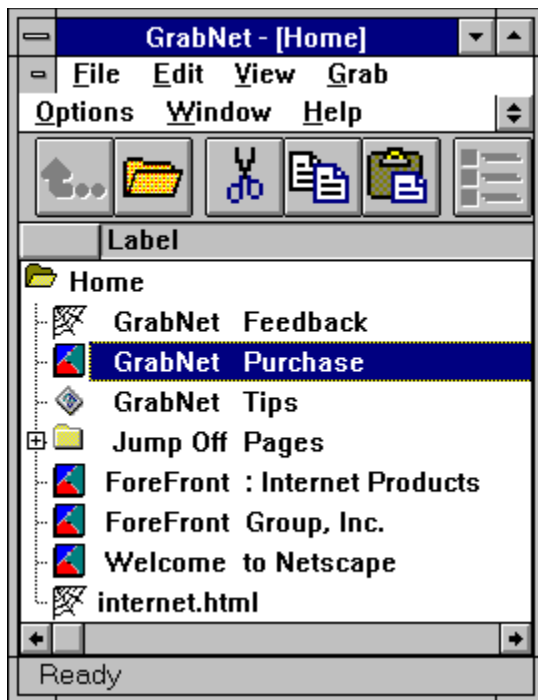 GrabNet - [Home]
File Edit View Grab
Options Window Help
Label
Home
GrabNet Feedback
GrabNet Purchase
GrabNet Tips
Jump Off Pages
ForeFront : Internet Products
ForeFront Group, Inc.
Welcome to Netscape
internet.html
Ready